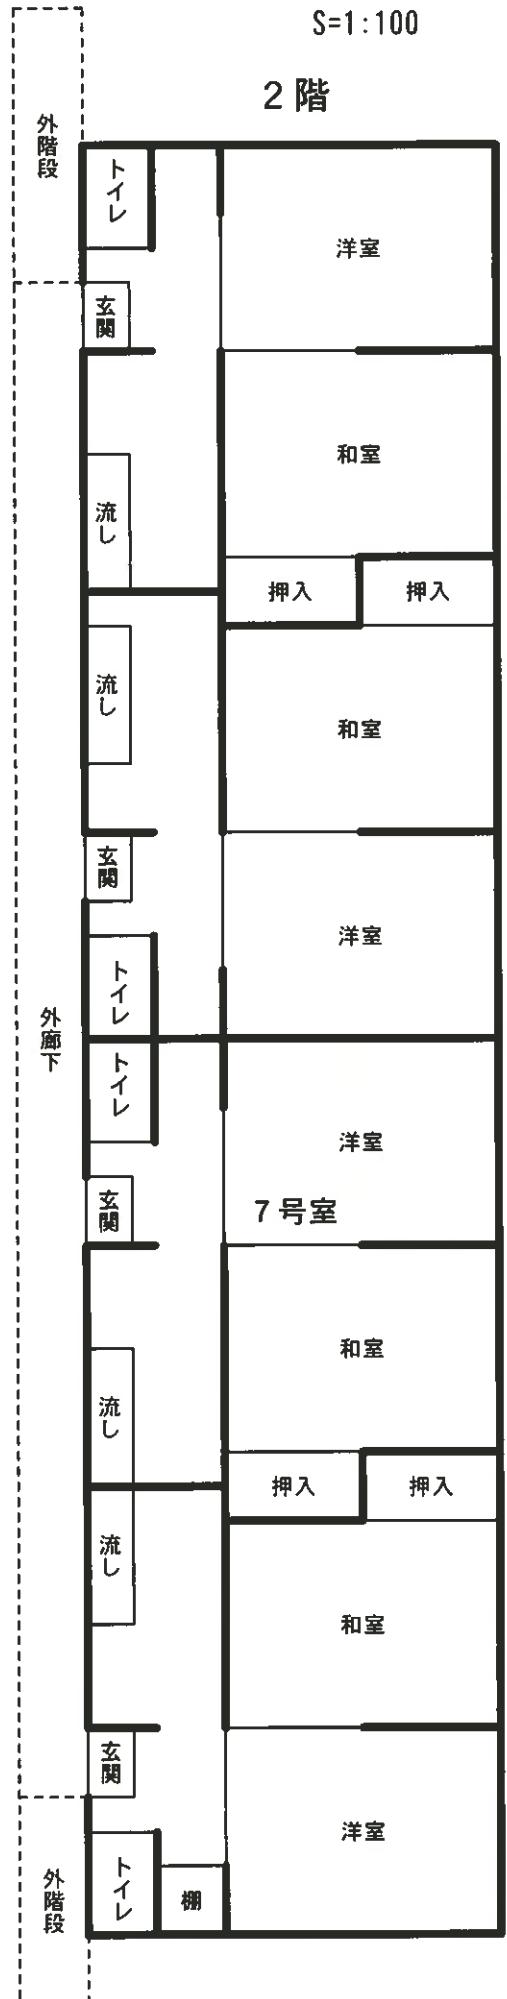 S=1:100
2階
外階段
トイレ
洋室
玄関
和室
流し
押入
押入
流し
和室
玄関
洋室
トイレ
外廊下
トイレ
洋室
玄関
7号室
和室
流し
押入
押入
流し
和室
玄関
洋室
トイレ
棚
外階段